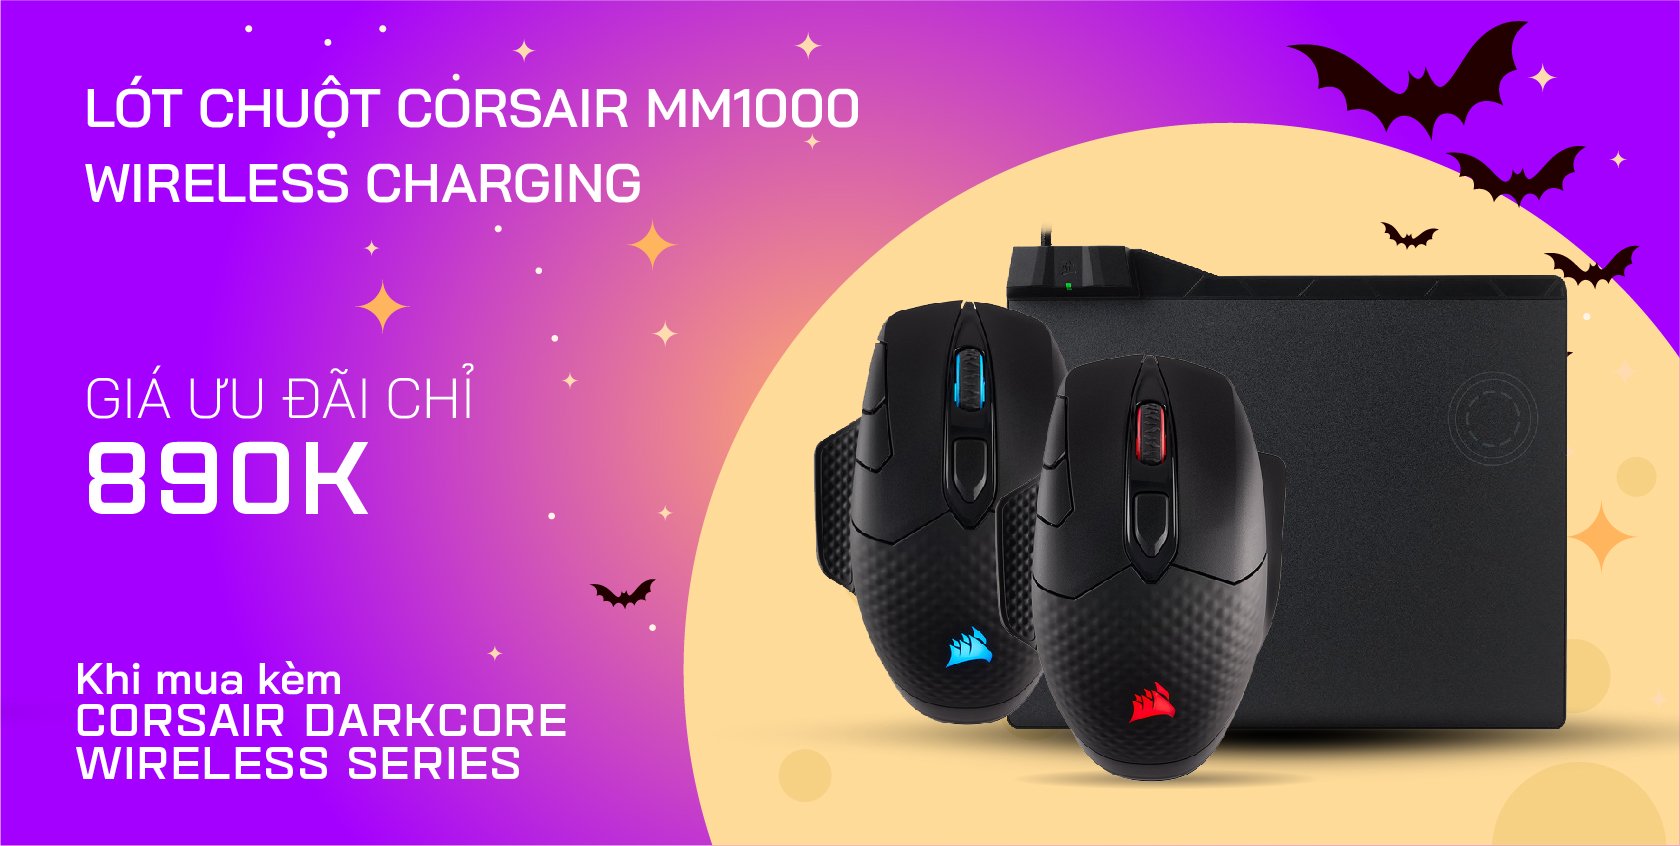 LÓT CHUỘT CORSAIR MM1000
WIRELESS CHARGING
GIÁ ƯU ĐÃI CHỈ
890K
Khi mua kèm
CORSAIR DARKCORE
WIRELESS SERIES